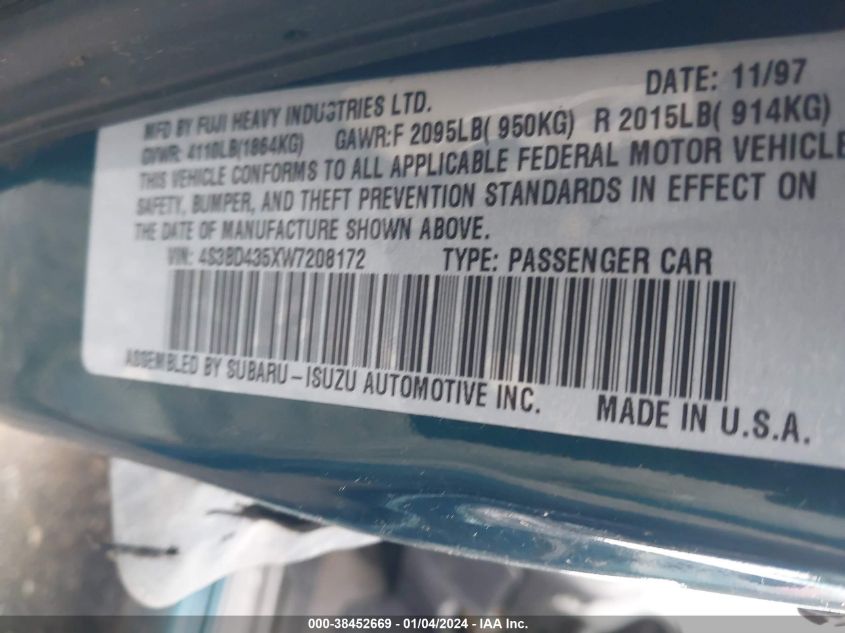 DATE: 11/97
MFD BY FUJI HEAVY INDUSTRIES LTD.
GVWR: 4110LB(1864KG) GAWR:F 2095LB( 950KG) R 2015LB( 914KG)
THIS VEHICLE CONFORMS TO ALL APPLICABLE FEDERAL MOTOR VEHICLE
SAFETY, BUMPER, AND THEFT PREVENTION STANDARDS IN EFFECT ON
THE DATE OF MANUFACTURE SHOWN ABOVE.
VIN: 4S3BD435XW7208172 TYPE: PASSENGER CAR
ASSEMBLED BY SUBARU-ISUZU AUTOMOTIVE INC. MADE IN U.S.A.
000-38452669 - 01/04/2024 - IAA Inc.